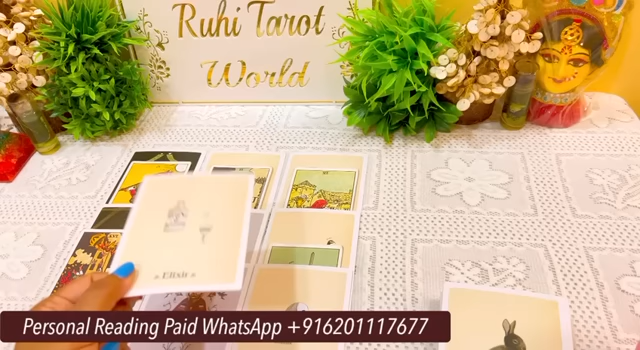 Ruhi Tarot
World
Elixir
Personal Reading Paid WhatsApp +916201117677